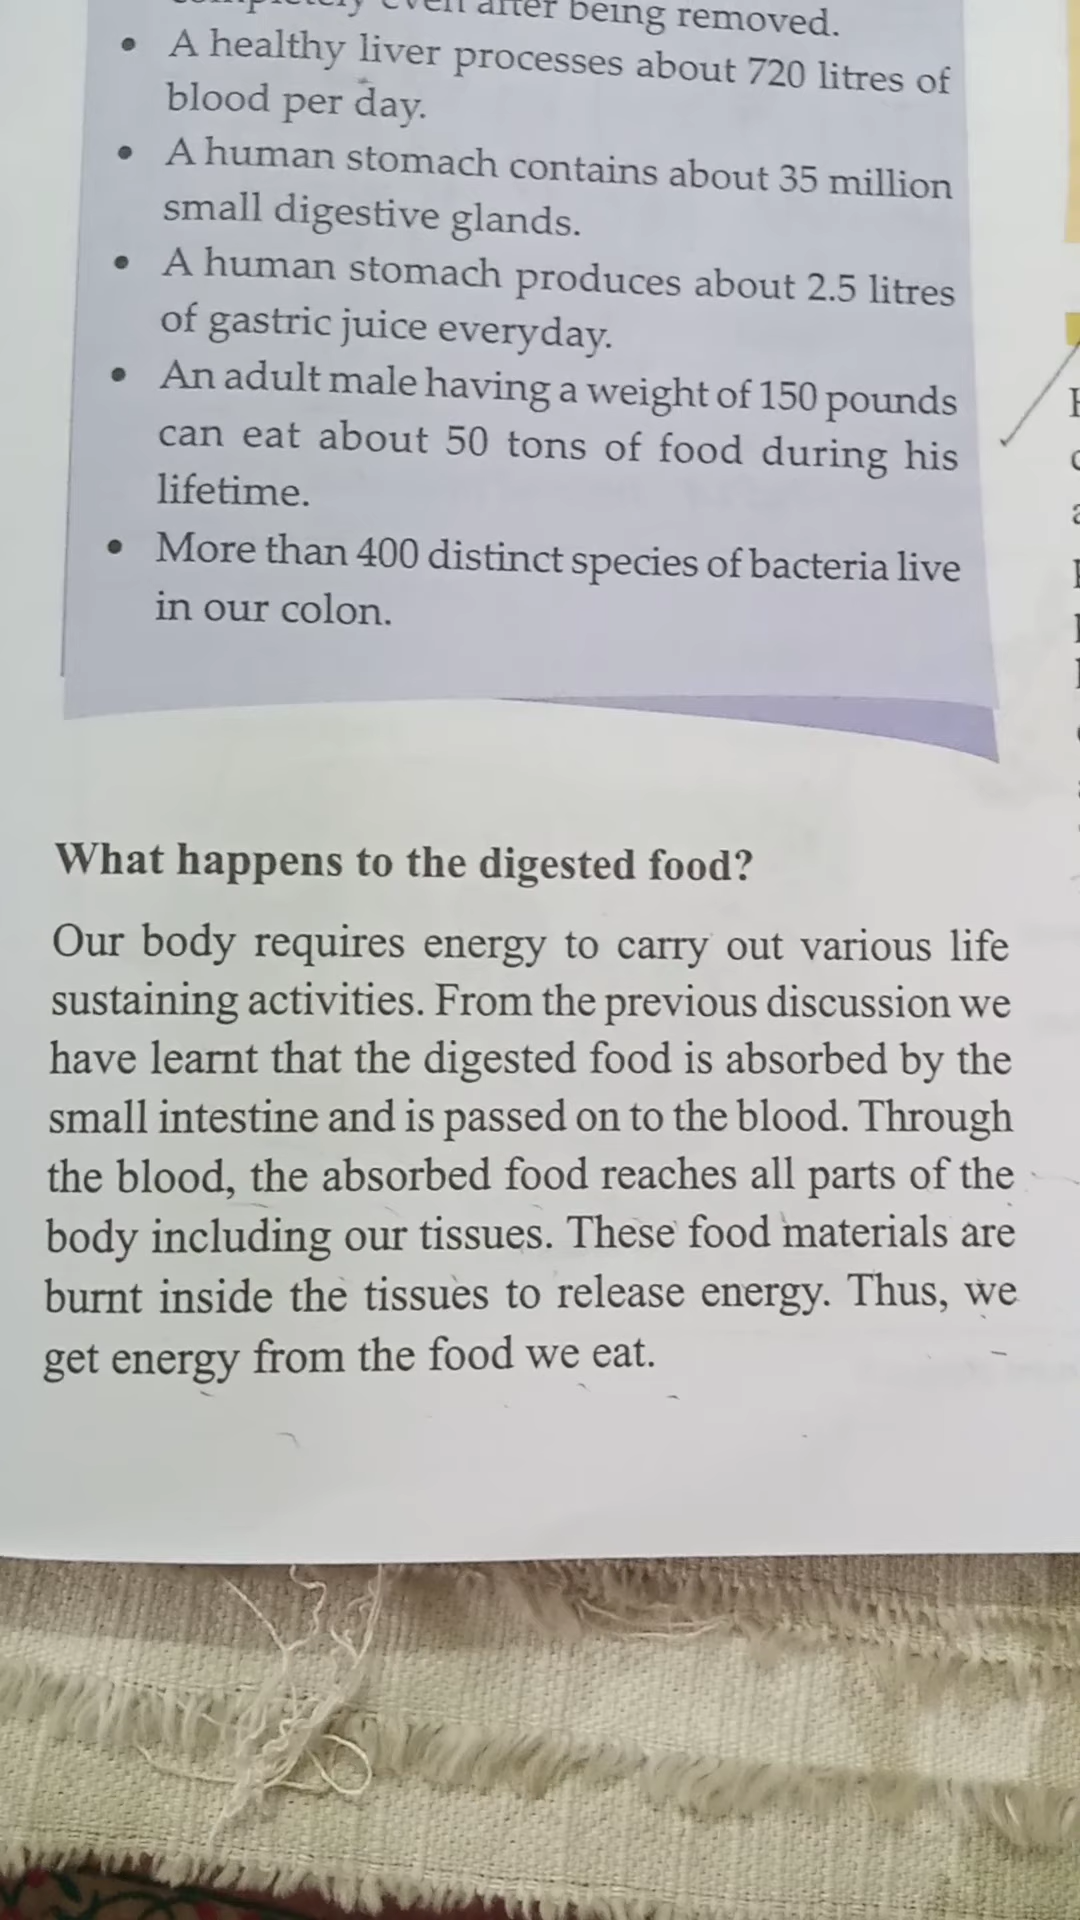 completely even after being removed.
• A healthy liver processes about 720 litres of
blood per day.
• A human stomach contains about 35 million
small digestive glands.
• A human stomach produces about 2.5 litres
of gastric juice everyday.
• An adult male having a weight of 150 pounds
can eat about 50 tons of food during his
lifetime.
• More than 400 distinct species of bacteria live
in our colon.
What happens to the digested food?
Our body requires energy to carry out various life
sustaining activities. From the previous discussion we
have learnt that the digested food is absorbed by the
small intestine and is passed on to the blood. Through
the blood, the absorbed food reaches all parts of the
body including our tissues. These food materials are
burnt inside the tissues to release energy. Thus, we
get energy from the food we eat.